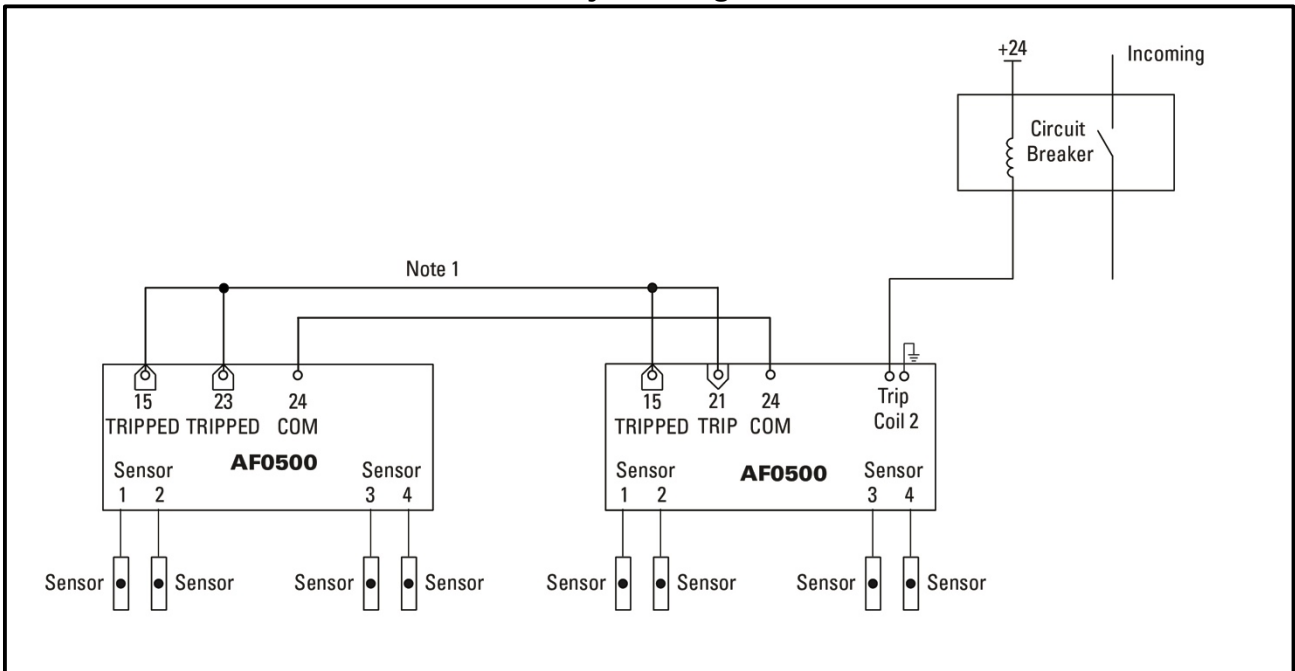 +24
Incoming
Circuit
Breaker
Note 1
15 23 24
TRIPPED TRIPPED COM
AF0500
Sensor Sensor
1 2 3 4
Sensor Sensor Sensor Sensor
15 21 24
TRIPPED TRIP COM
Trip
Coil 2
AF0500
Sensor Sensor
1 2 3 4
Sensor Sensor Sensor Sensor